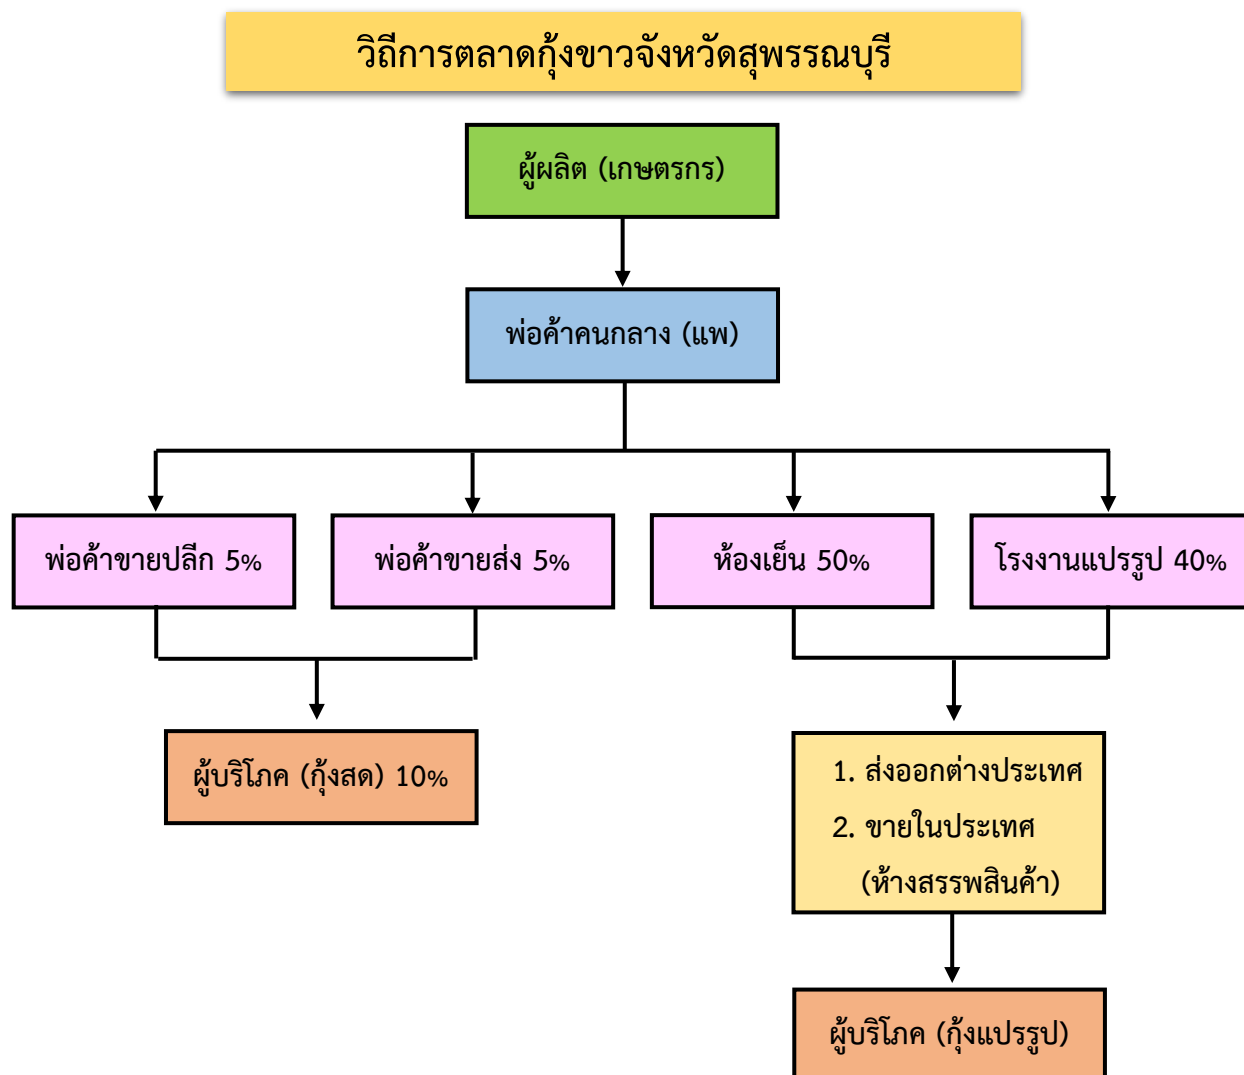 วิถีการตลาดกุ้งขาวจังหวัดสุพรรณบุรี
ผู้ผลิต (เกษตรกร)
พ่อค้าคนกลาง (แพ)
พ่อค้าขายปลีก 5%
พ่อค้าขายส่ง 5%
ห้องเย็น 50%
โรงงานแปรรูป 40%
ผู้บริโภค (กุ้งสด) 10%
1. ส่งออกต่างประเทศ
2. ขายในประเทศ
(ห้างสรรพสินค้า)
ผู้บริโภค (กุ้งแปรรูป)